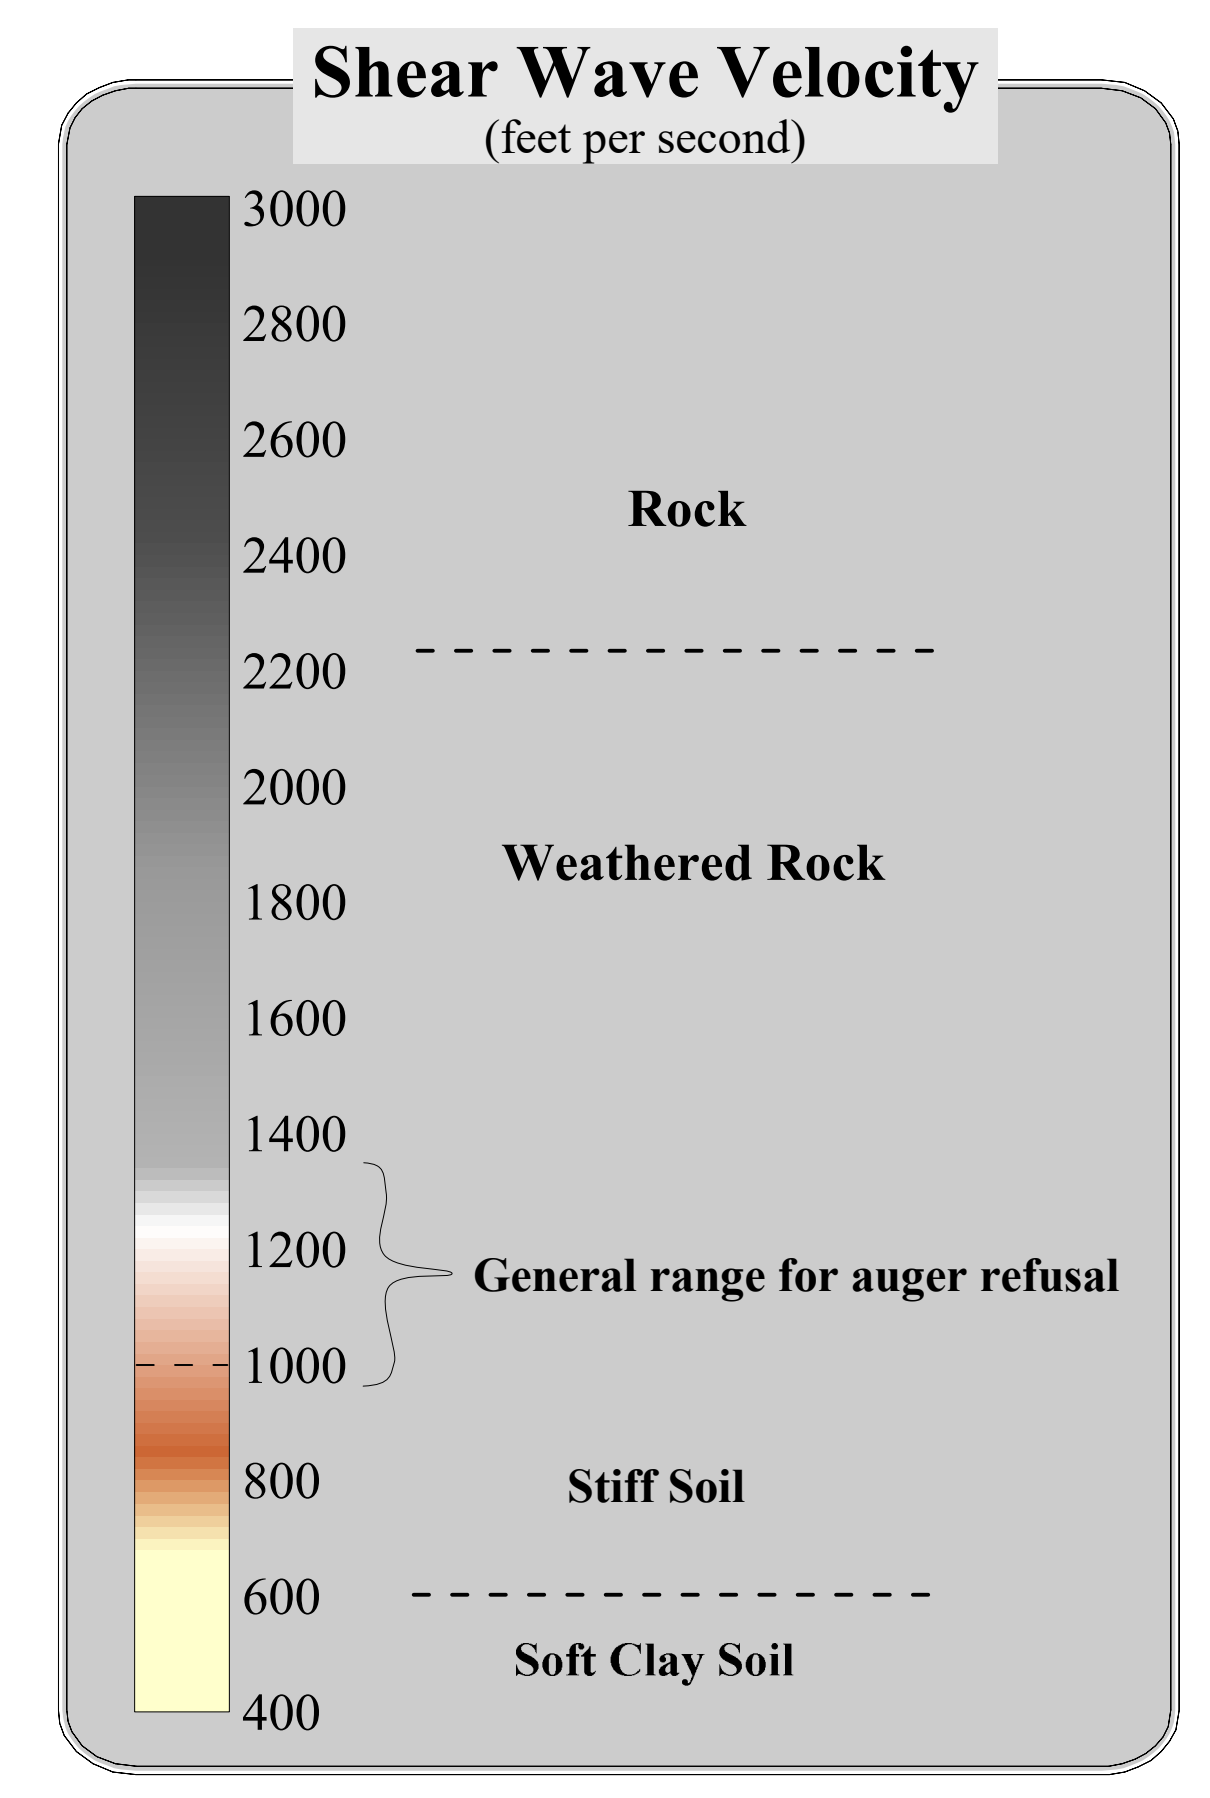 Shear Wave Velocity
(feet per second)
3000
2800
2600
Rock
2400
2200
2000
Weathered Rock
1800
1600
1400
1200
General range for auger refusal
1000
800
Stiff Soil
600
Soft Clay Soil
400